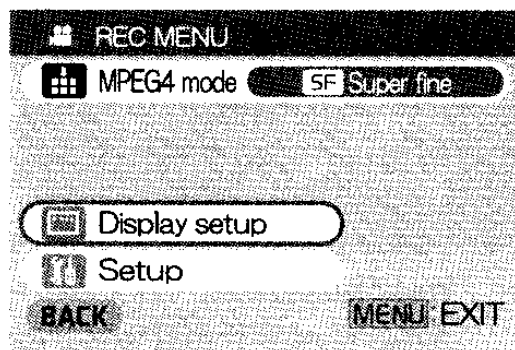 REC MENU
MPEG4 mode SF Super fine
Display setup
Setup
BACK MENU EXIT